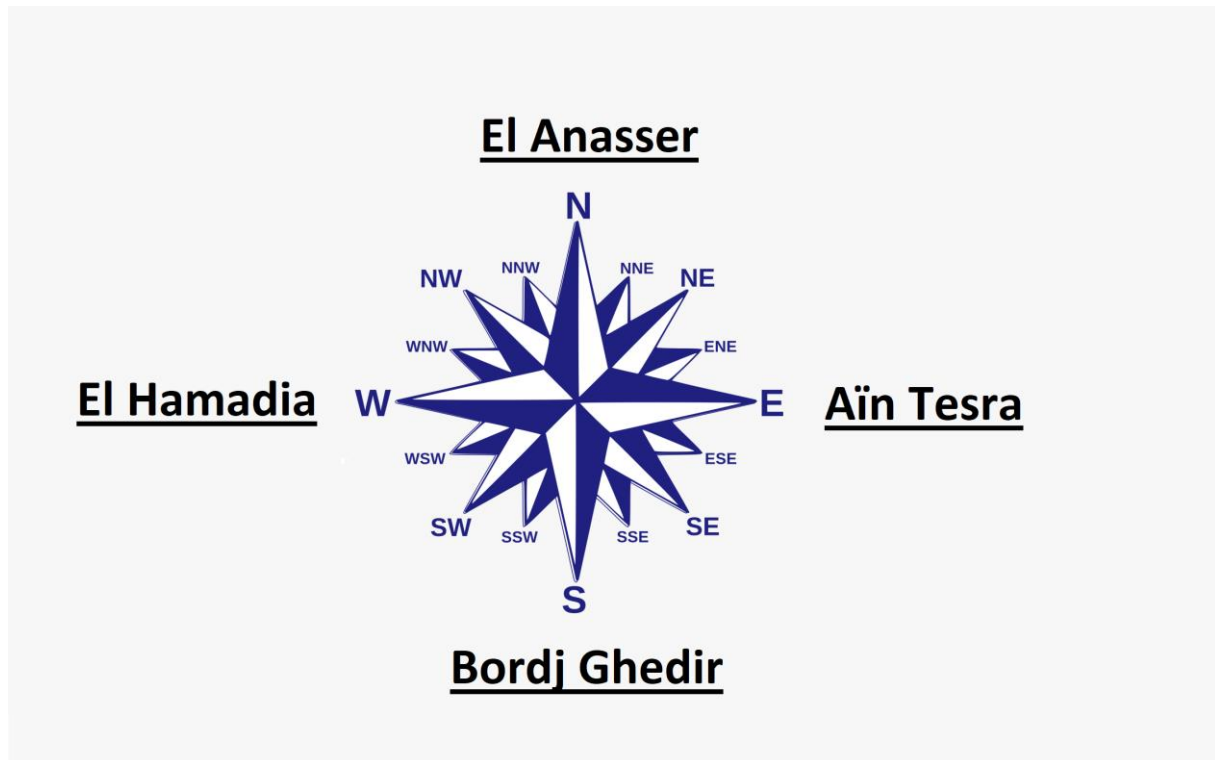 El Anasser
N
NNW NNE
NW NE
WNW ENE
El Hamadia W E Aïn Tesra
WSW ESE
SW SE
SSW SSE
S
Bordj Ghedir